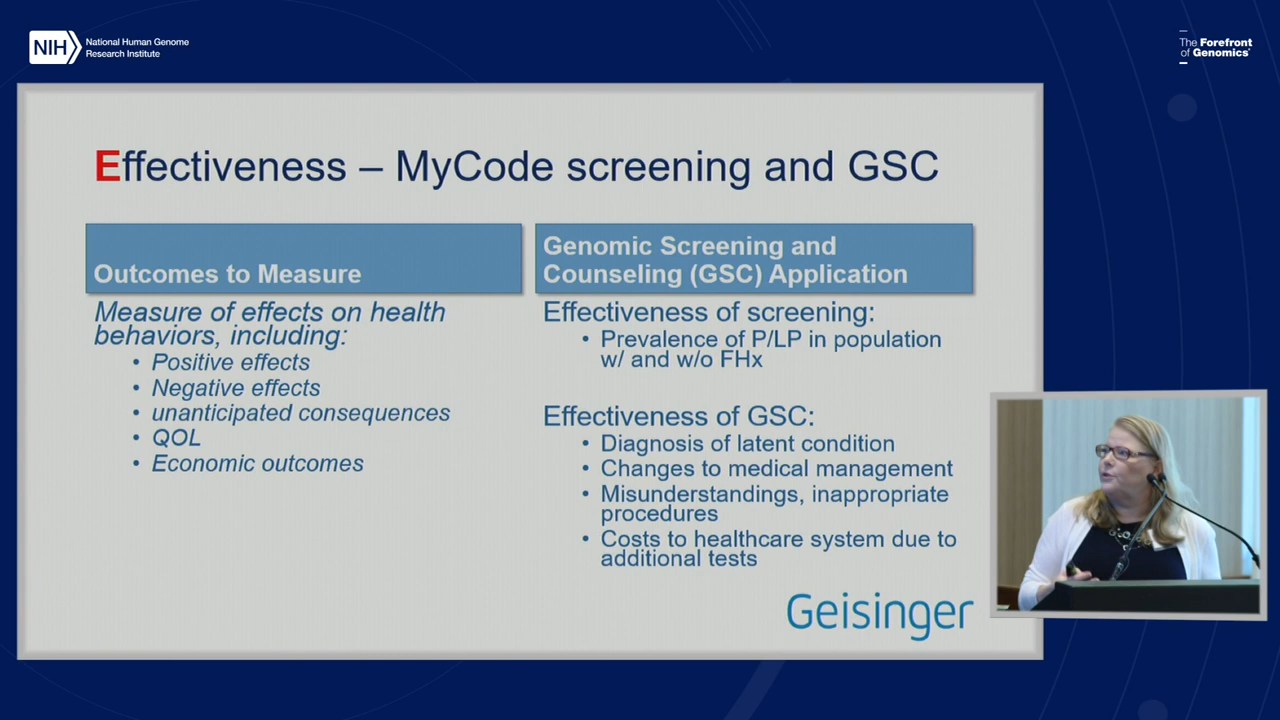 NIH
National Human Genome
Research Institute
The Forefront
of Genomics
Effectiveness – MyCode screening and GSC
Outcomes to Measure
Measure of effects on health
behaviors, including:
• Positive effects
• Negative effects
• unanticipated consequences
• QOL
• Economic outcomes
Genomic Screening and
Counseling (GSC) Application
Effectiveness of screening:
• Prevalence of P/LP in population
w/ and w/o FHx
Effectiveness of GSC:
• Diagnosis of latent condition
• Changes to medical management
• Misunderstandings, inappropriate
procedures
• Costs to healthcare system due to
additional tests
Geisinger